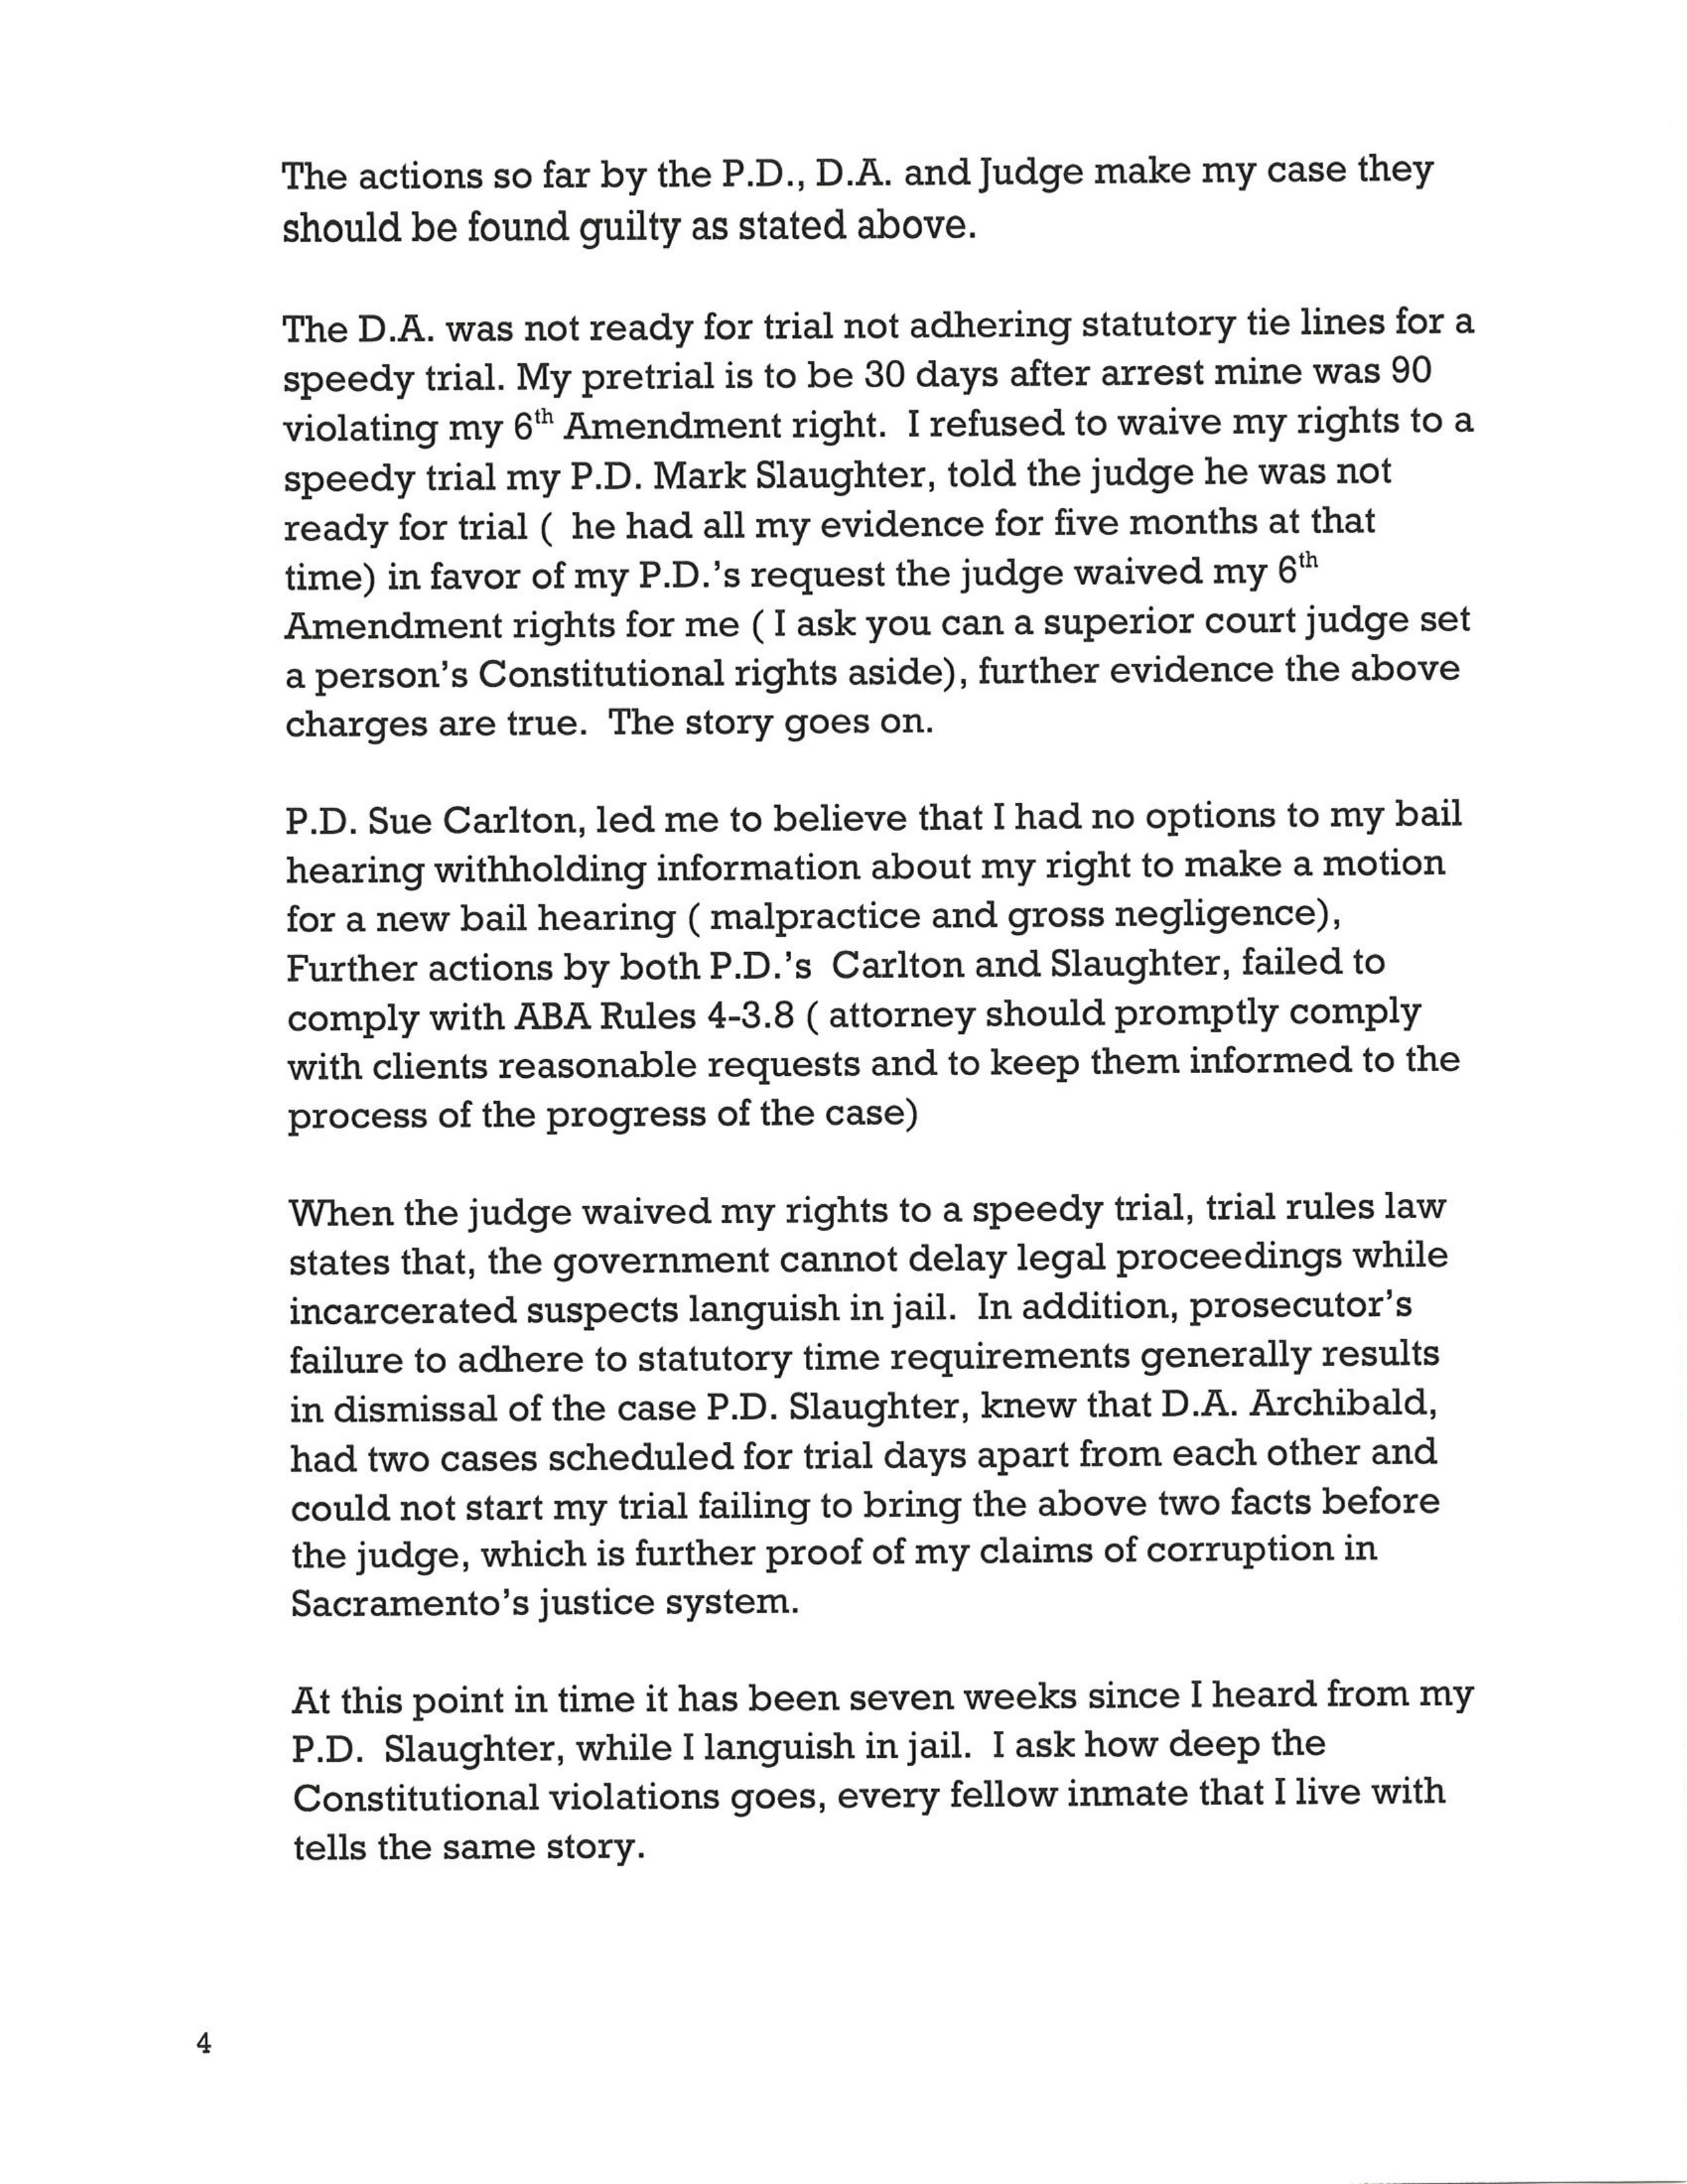 The actions so far by the P.D., D.A. and Judge make my case they
should be found guilty as stated above.
The D.A. was not ready for trial not adhering statutory tie lines for a
speedy trial. My pretrial is to be 30 days after arrest mine was 90
violating my 6th Amendment right.  I refused to waive my rights to a
speedy trial my P.D. Mark Slaughter, told the judge he was not
ready for trial (  he had all my evidence for five months at that
time) in favor of my P.D.'s request the judge waived my 6th
Amendment rights for me ( I ask you can a superior court judge set
a person's Constitutional rights aside), further evidence the above
charges are true.  The story goes on.
P.D. Sue Carlton, led me to believe that I had no options to my bail
hearing withholding information about my right to make a motion
for a new bail hearing ( malpractice and gross negligence),
Further actions by both P.D.'s  Carlton and Slaughter, failed to
comply with ABA Rules 4-3.8 ( attorney should promptly comply
with clients reasonable requests and to keep them informed to the
process of the progress of the case)
When the judge waived my rights to a speedy trial, trial rules law
states that, the government cannot delay legal proceedings while
incarcerated suspects languish in jail.  In addition, prosecutor's
failure to adhere to statutory time requirements generally results
in dismissal of the case P.D. Slaughter, knew that D.A. Archibald,
had two cases scheduled for trial days apart from each other and
could not start my trial failing to bring the above two facts before
the judge, which is further proof of my claims of corruption in
Sacramento's justice system.
At this point in time it has been seven weeks since I heard from my
P.D.  Slaughter, while I languish in jail.  I ask how deep the
Constitutional violations goes, every fellow inmate that I live with
tells the same story.
4